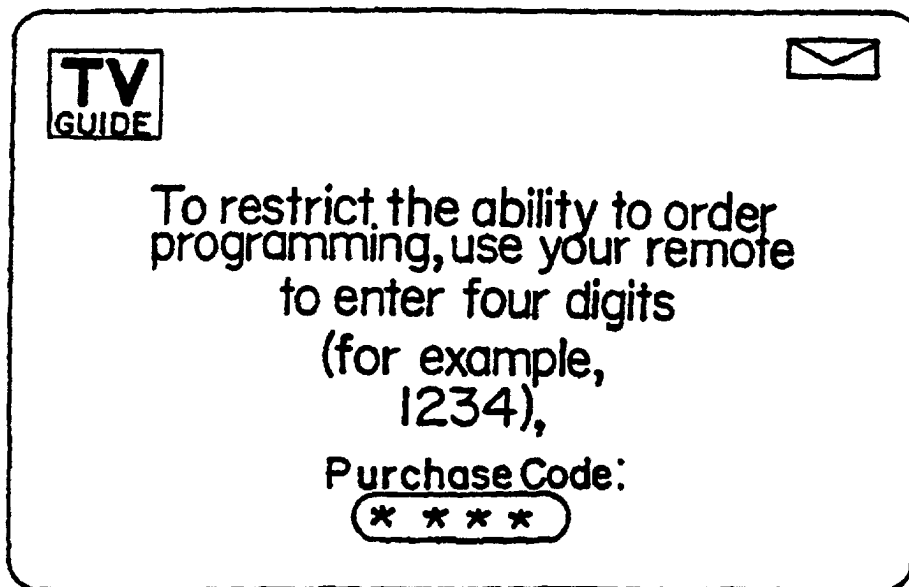 TV
GUIDE
To restrict the ability to order
programming, use your remote
to enter four digits
(for example,
1234),
Purchase Code:
* * * *